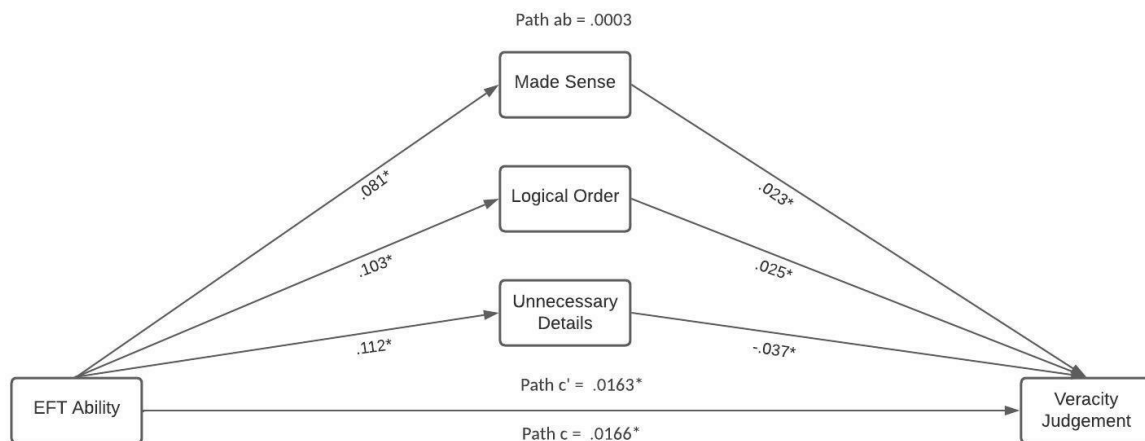 Path ab = .0003
Made Sense
.081*
.023*
Logical Order
.103*
.025*
Unnecessary
Details
.112*
-.037*
Path c' =  .0163*
EFT Ability
Veracity
Judgement
Path c =  .0166*